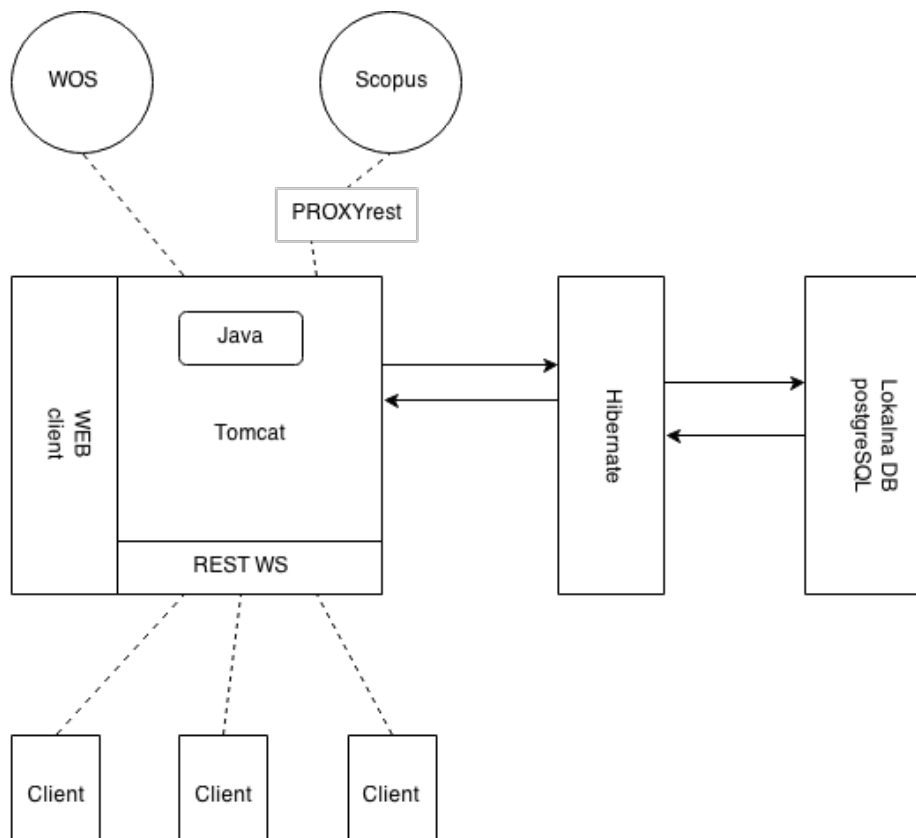 WOS
Scopus
PROXYrest
Java
Tomcat
WEB
client
REST WS
Hibernate
Lokalna DB
postgreSQL
Client
Client
Client